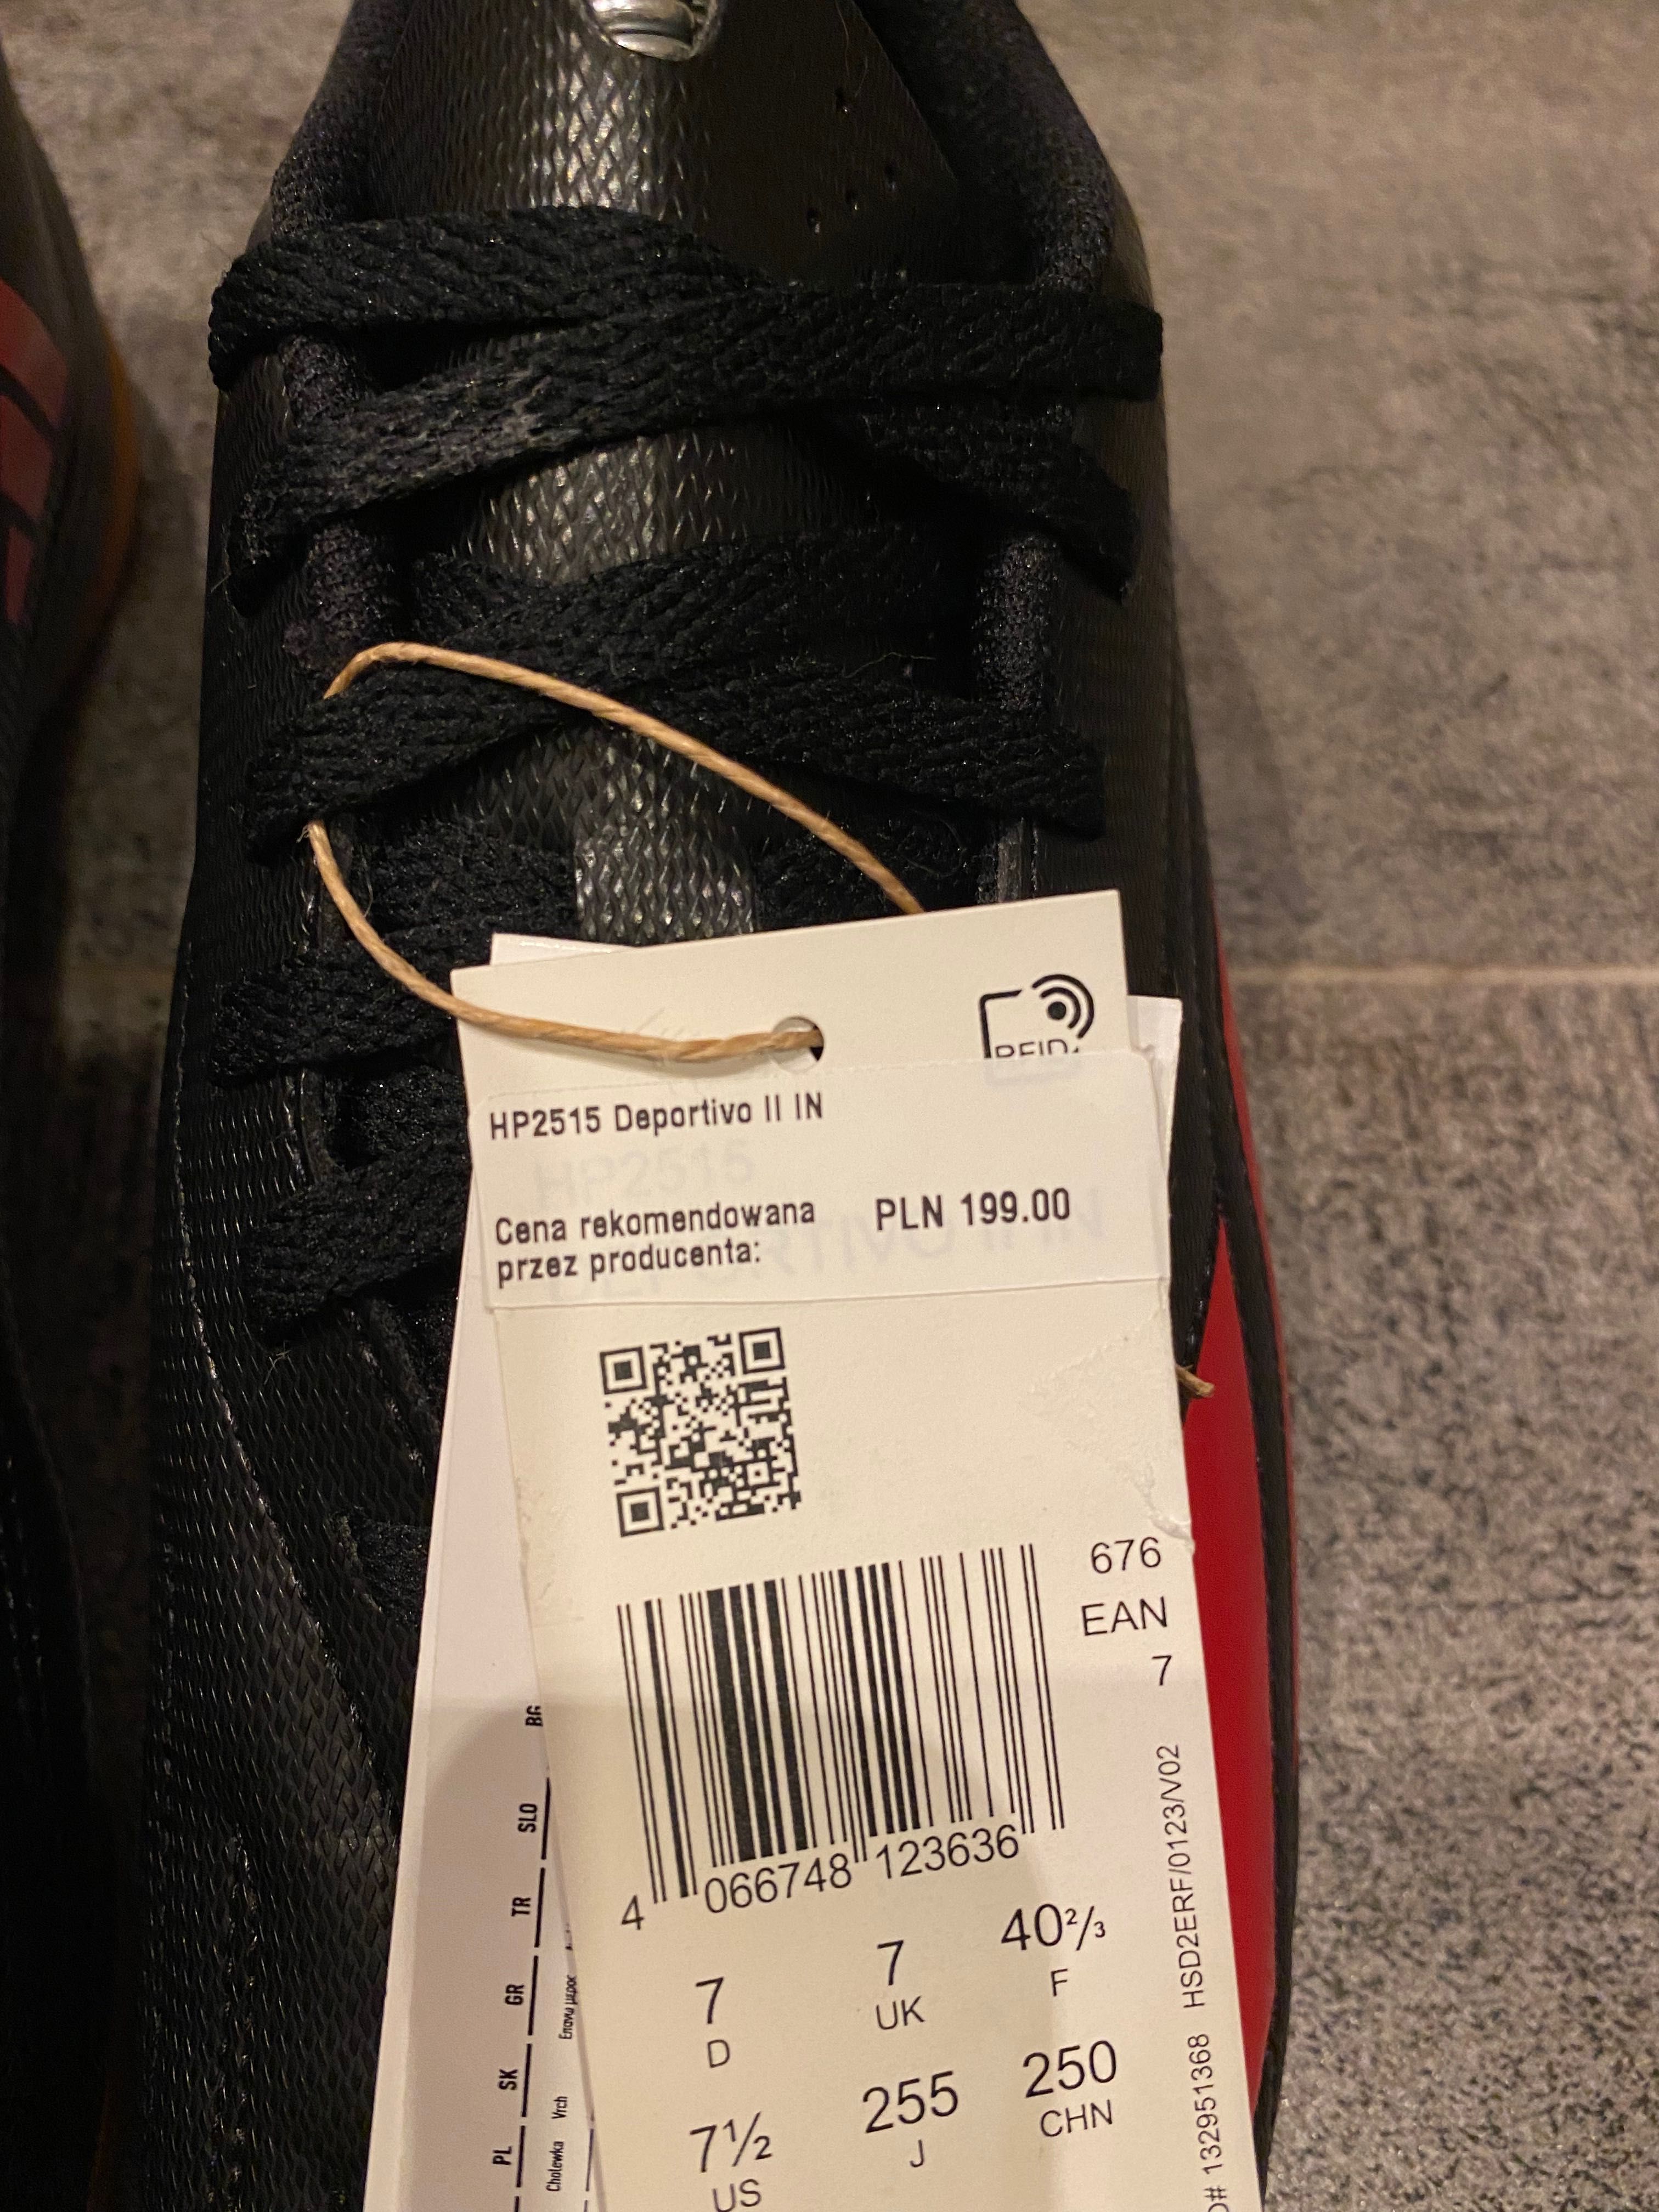 RFID
HP2515 Deportivo II IN
HP2515
Cena rekomendowana PLN 199.00
przez producenta:
676
EAN
7
4 066748 123636
7 7 40⅔
D UK F
7½ 255 250
US J CHN
# 132951368 HSD2ERF/0123/V02
BG
SLO
TR
GR
SK
PL
Vrch
Cholewka